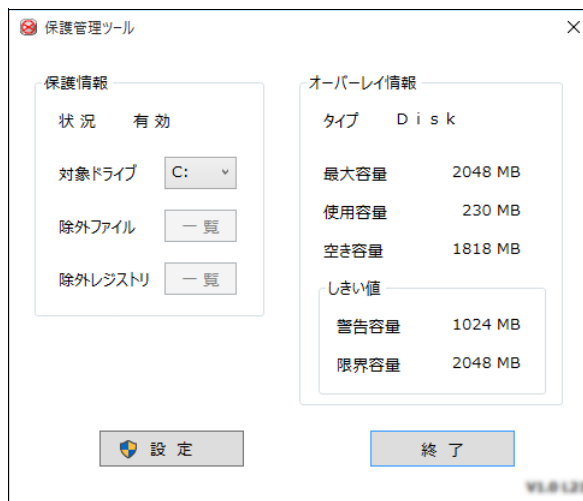 保護管理ツール
保護情報
状況 有効
対象ドライブ C:
除外ファイル 一覧
除外レジストリ 一覧
オーバーレイ情報
タイプ Ｄｉｓｋ
最大容量 2048 MB
使用容量 230 MB
空き容量 1818 MB
しきい値
警告容量 1024 MB
限界容量 2048 MB
設定
終了